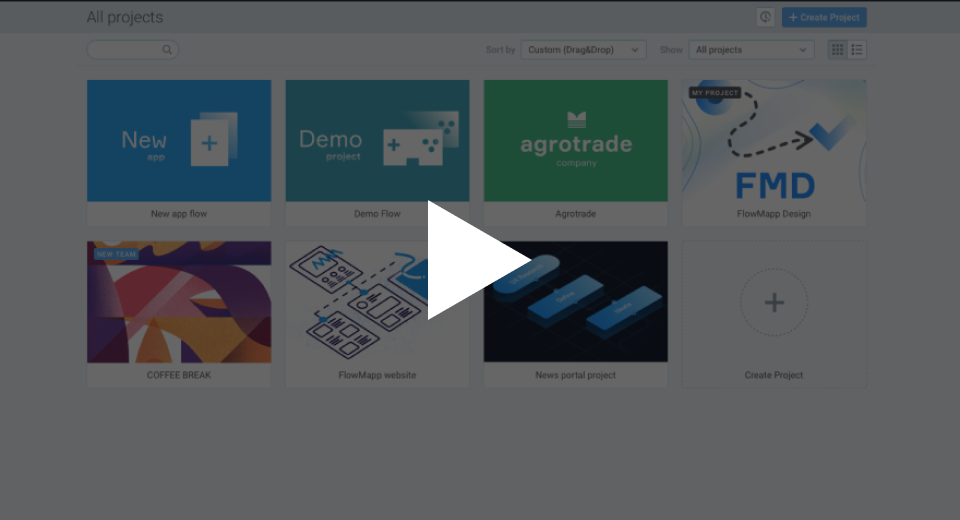 All projects
+ Create Project
Sort by
Custom (Drag&Drop)
Show
All projects
New
app
New app flow
Demo
project
Demo Flow
agrotrade
company
Agrotrade
MY PROJECT
FMD
FlowMapp Design
NEW TEAM
COFFEE BREAK
FlowMapp website
News portal project
Create Project